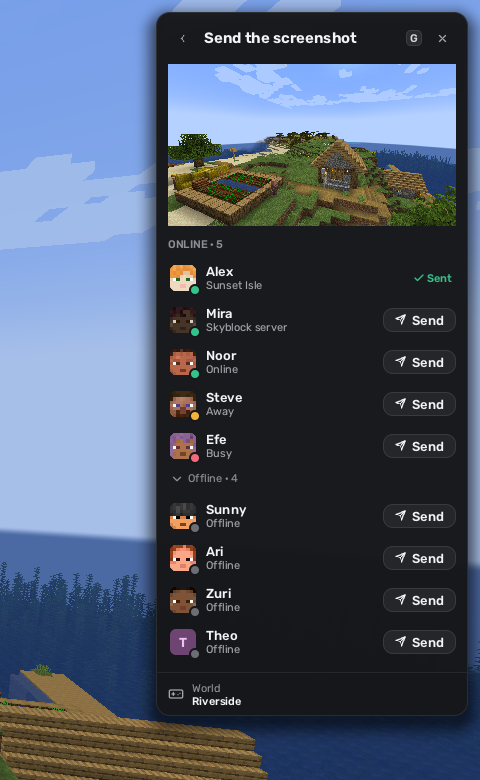 Send the screenshot
G
ONLINE • 5
Alex
Sunset Isle
Sent
Mira
Skyblock server
Send
Noor
Online
Send
Steve
Away
Send
Efe
Busy
Send
Offline • 4
Sunny
Offline
Send
Ari
Offline
Send
Zuri
Offline
Send
T
Theo
Offline
Send
World
Riverside